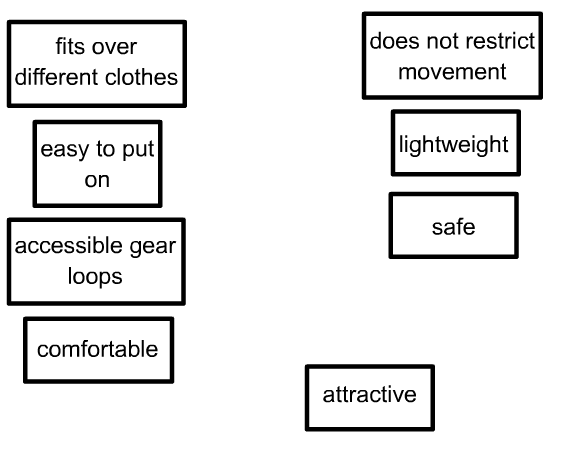 fits over
different clothes
easy to put
on
accessible gear
loops
comfortable
does not restrict
movement
lightweight
safe
attractive